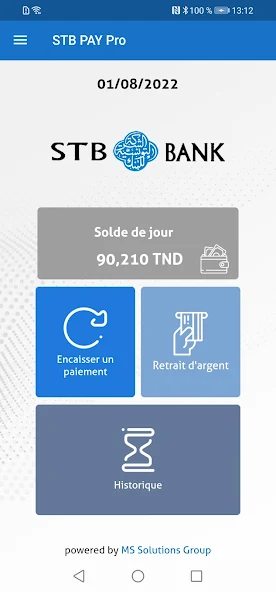 100 % 13:12
STB PAY Pro
01/08/2022
STB BANK
Solde de jour
90,210 TND
Encaisser un
paiement
Retrait d'argent
Historique
powered by MS Solutions Group